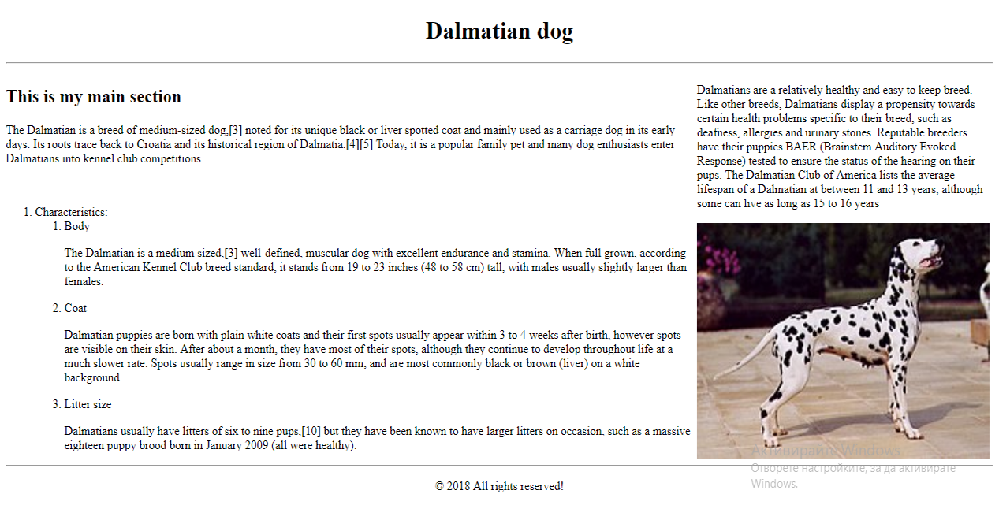 Dalmatian dog
This is my main section
The Dalmatian is a breed of medium-sized dog,[3] noted for its unique black or liver spotted coat and mainly used as a carriage dog in its early
days. Its roots trace back to Croatia and its historical region of Dalmatia.[4][5] Today, it is a popular family pet and many dog enthusiasts enter
Dalmatians into kennel club competitions.
1. Characteristics:
1. Body
The Dalmatian is a medium sized,[3] well-defined, muscular dog with excellent endurance and stamina. When full grown, according
to the American Kennel Club breed standard, it stands from 19 to 23 inches (48 to 58 cm) tall, with males usually slightly larger than
females.
2. Coat
Dalmatian puppies are born with plain white coats and their first spots usually appear within 3 to 4 weeks after birth, however spots
are visible on their skin. After about a month, they have most of their spots, although they continue to develop throughout life at a
much slower rate. Spots usually range in size from 30 to 60 mm, and are most commonly black or brown (liver) on a white
background.
3. Litter size
Dalmatians usually have litters of six to nine pups,[10] but they have been known to have larger litters on occasion, such as a massive
eighteen puppy brood born in January 2009 (all were healthy).
Dalmatians are a relatively healthy and easy to keep breed.
Like other breeds, Dalmatians display a propensity towards
certain health problems specific to their breed, such as
deafness, allergies and urinary stones. Reputable breeders
have their puppies BAER (Brainstem Auditory Evoked
Response) tested to ensure the status of the hearing on their
pups. The Dalmatian Club of America lists the average
lifespan of a Dalmatian at between 11 and 13 years, although
some can live as long as 15 to 16 years
Активирайте Windows.
Отворете настройките, за да активирате
Windows.
© 2018 All rights reserved!